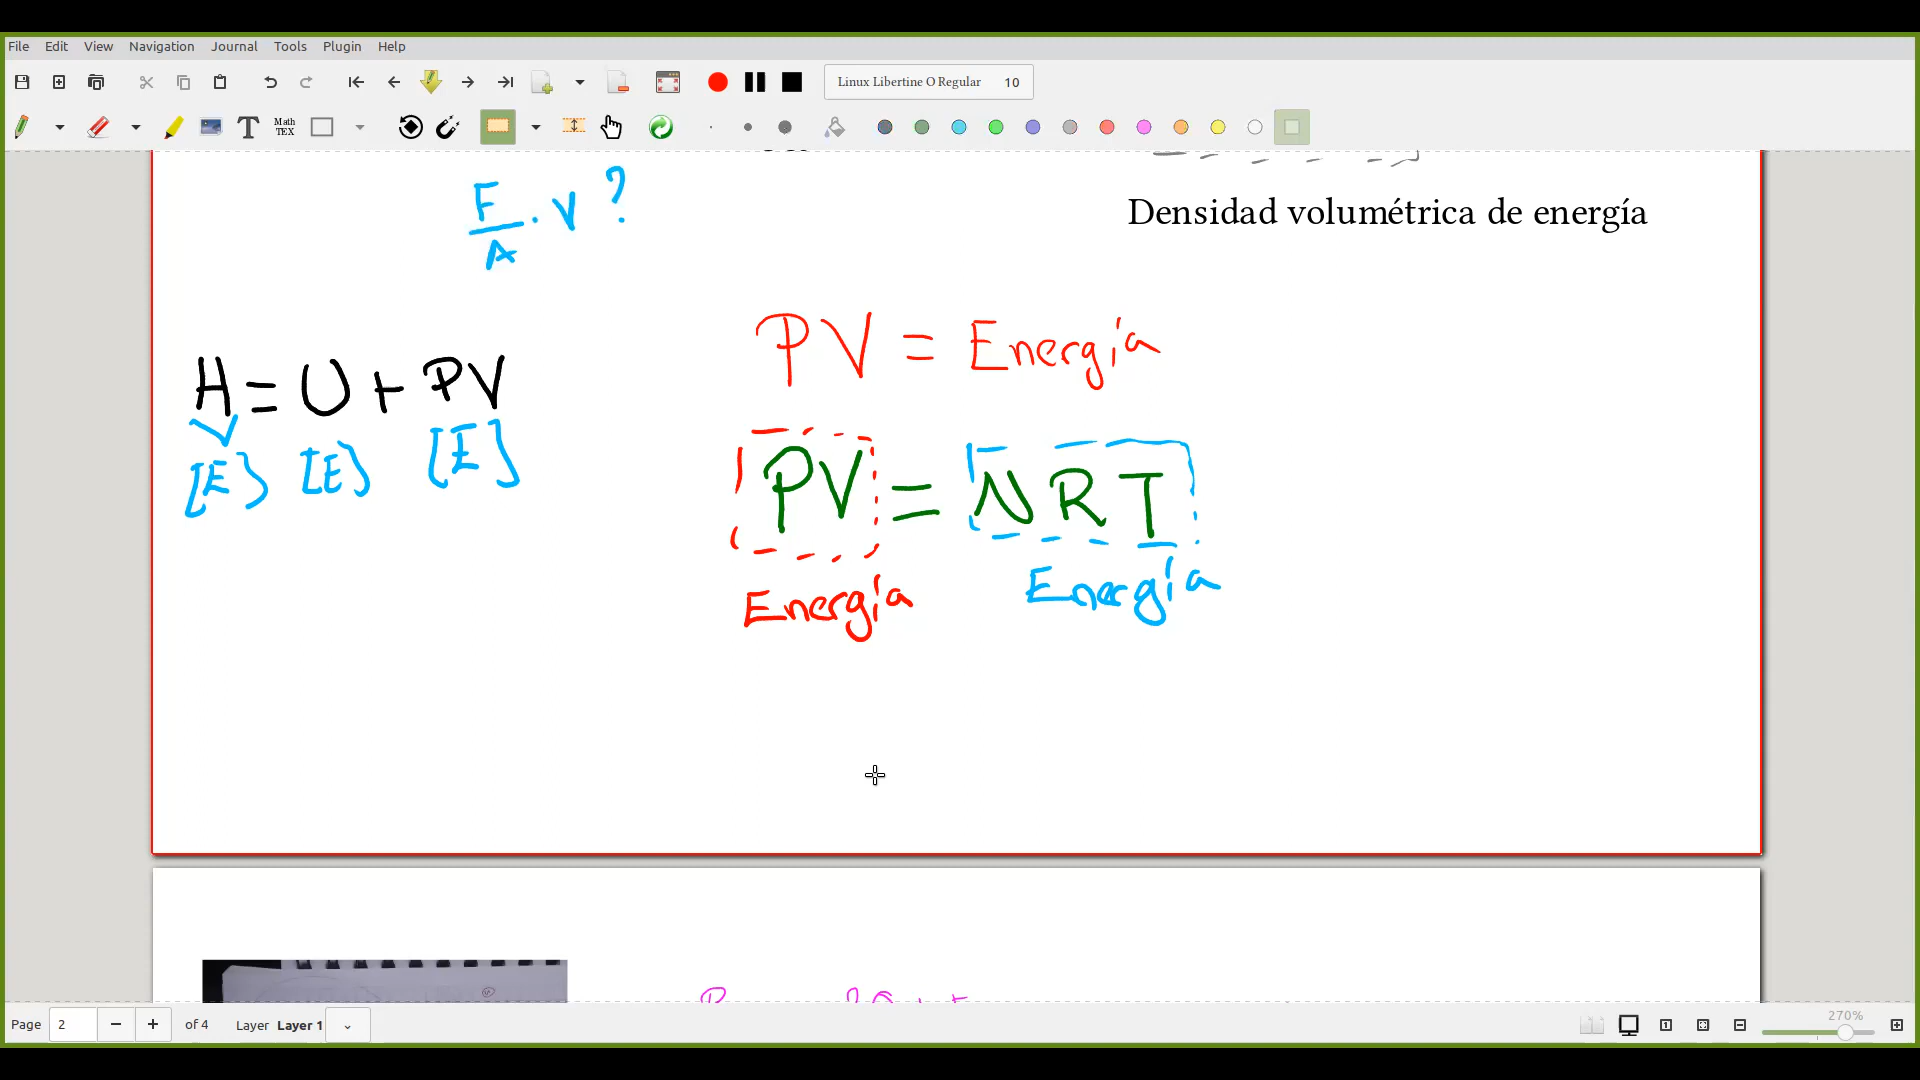 File Edit View Navigation Journal Tools Plugin Help
Linux Libertine O Regular 10
T Math TEX
F/A · V ?
Densidad volumétrica de energía
PV = Energía
H = U + PV
[E] [E] [E]
PV = NRT
Energía Energía
Page 2 of 4 Layer Layer 1 270%